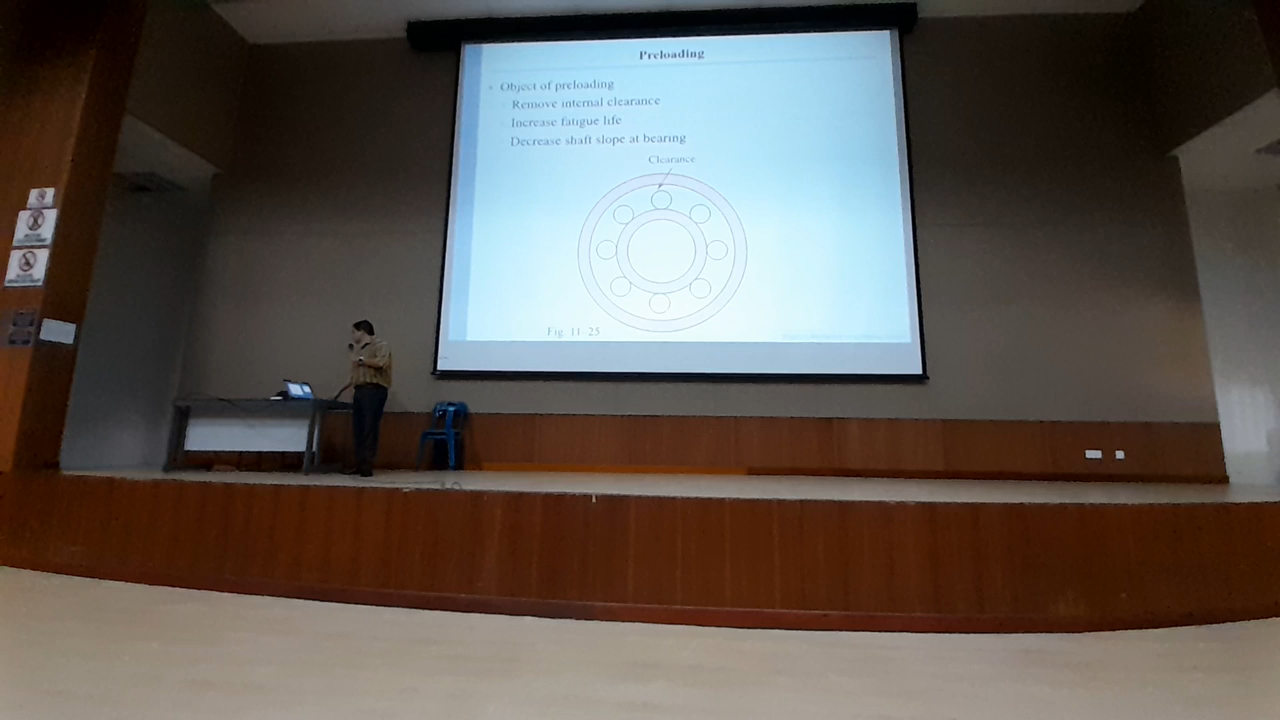 Preloading
Object of preloading
Remove internal clearance
Increase fatigue life
Decrease shaft slope at bearing
Clearance
Fig. 11-25